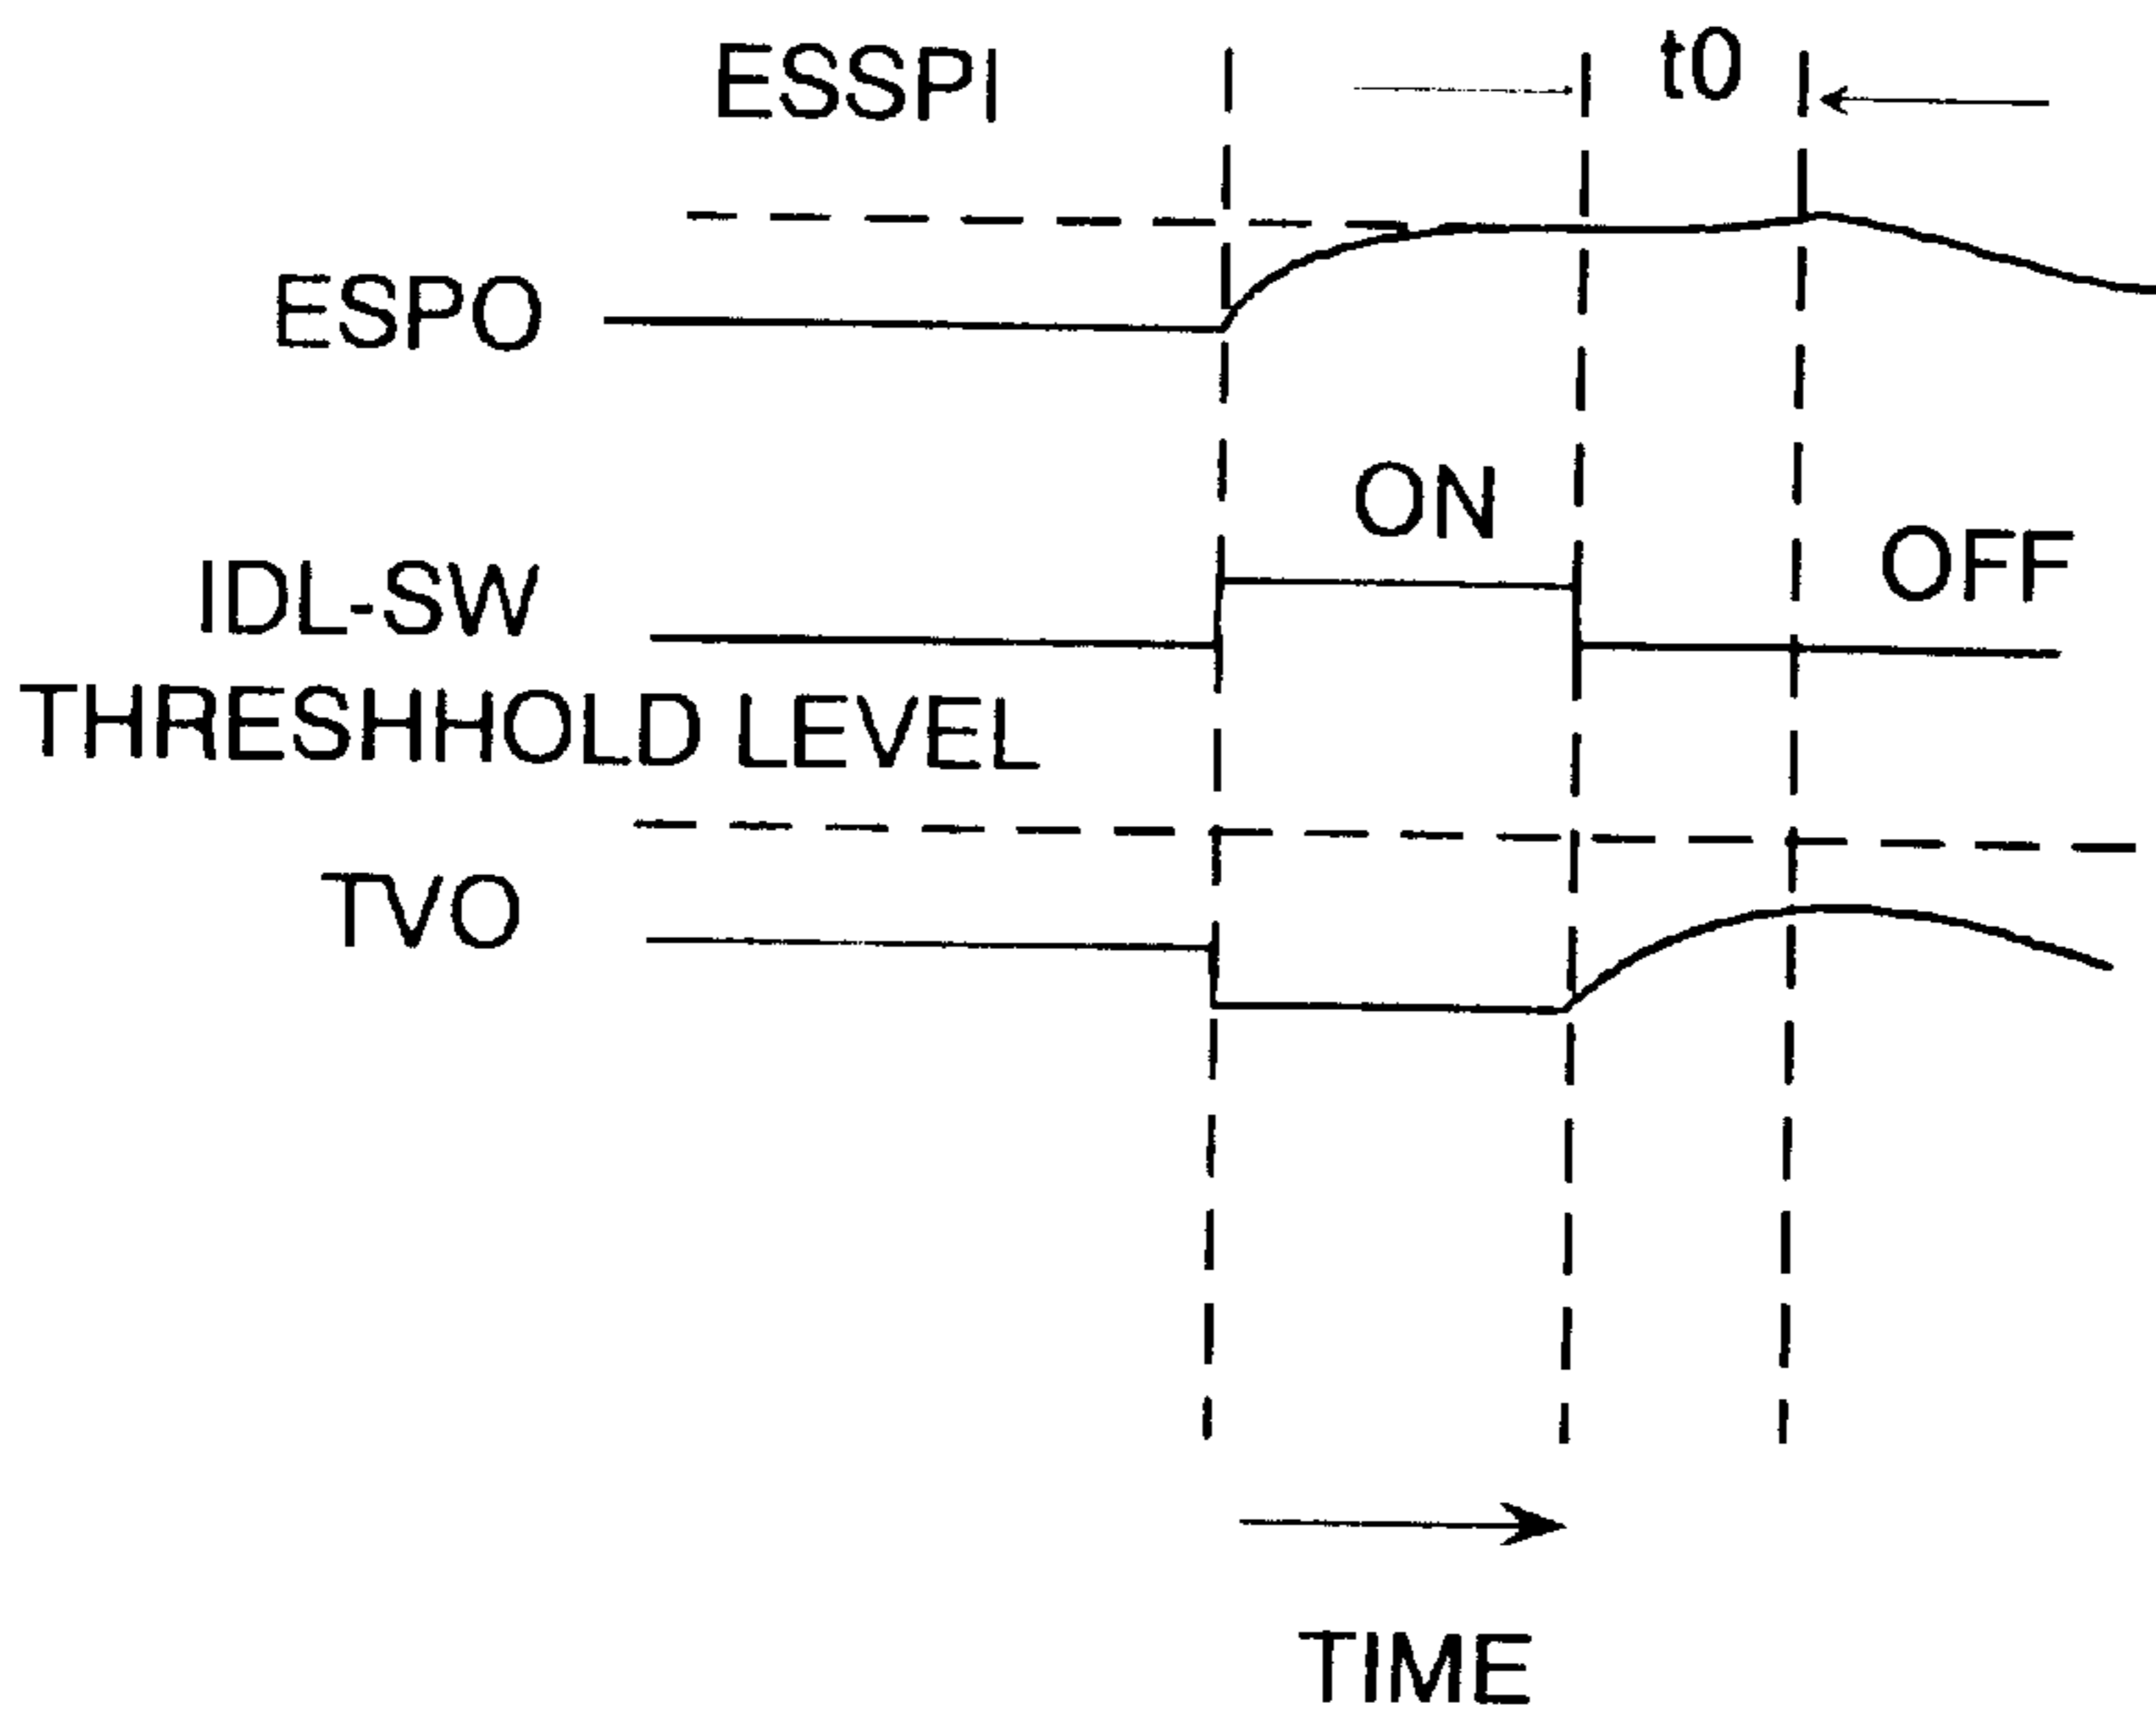 ESSPI
t0
ESPO
ON
OFF
IDL-SW
THRESHHOLD LEVEL
TVO
TIME